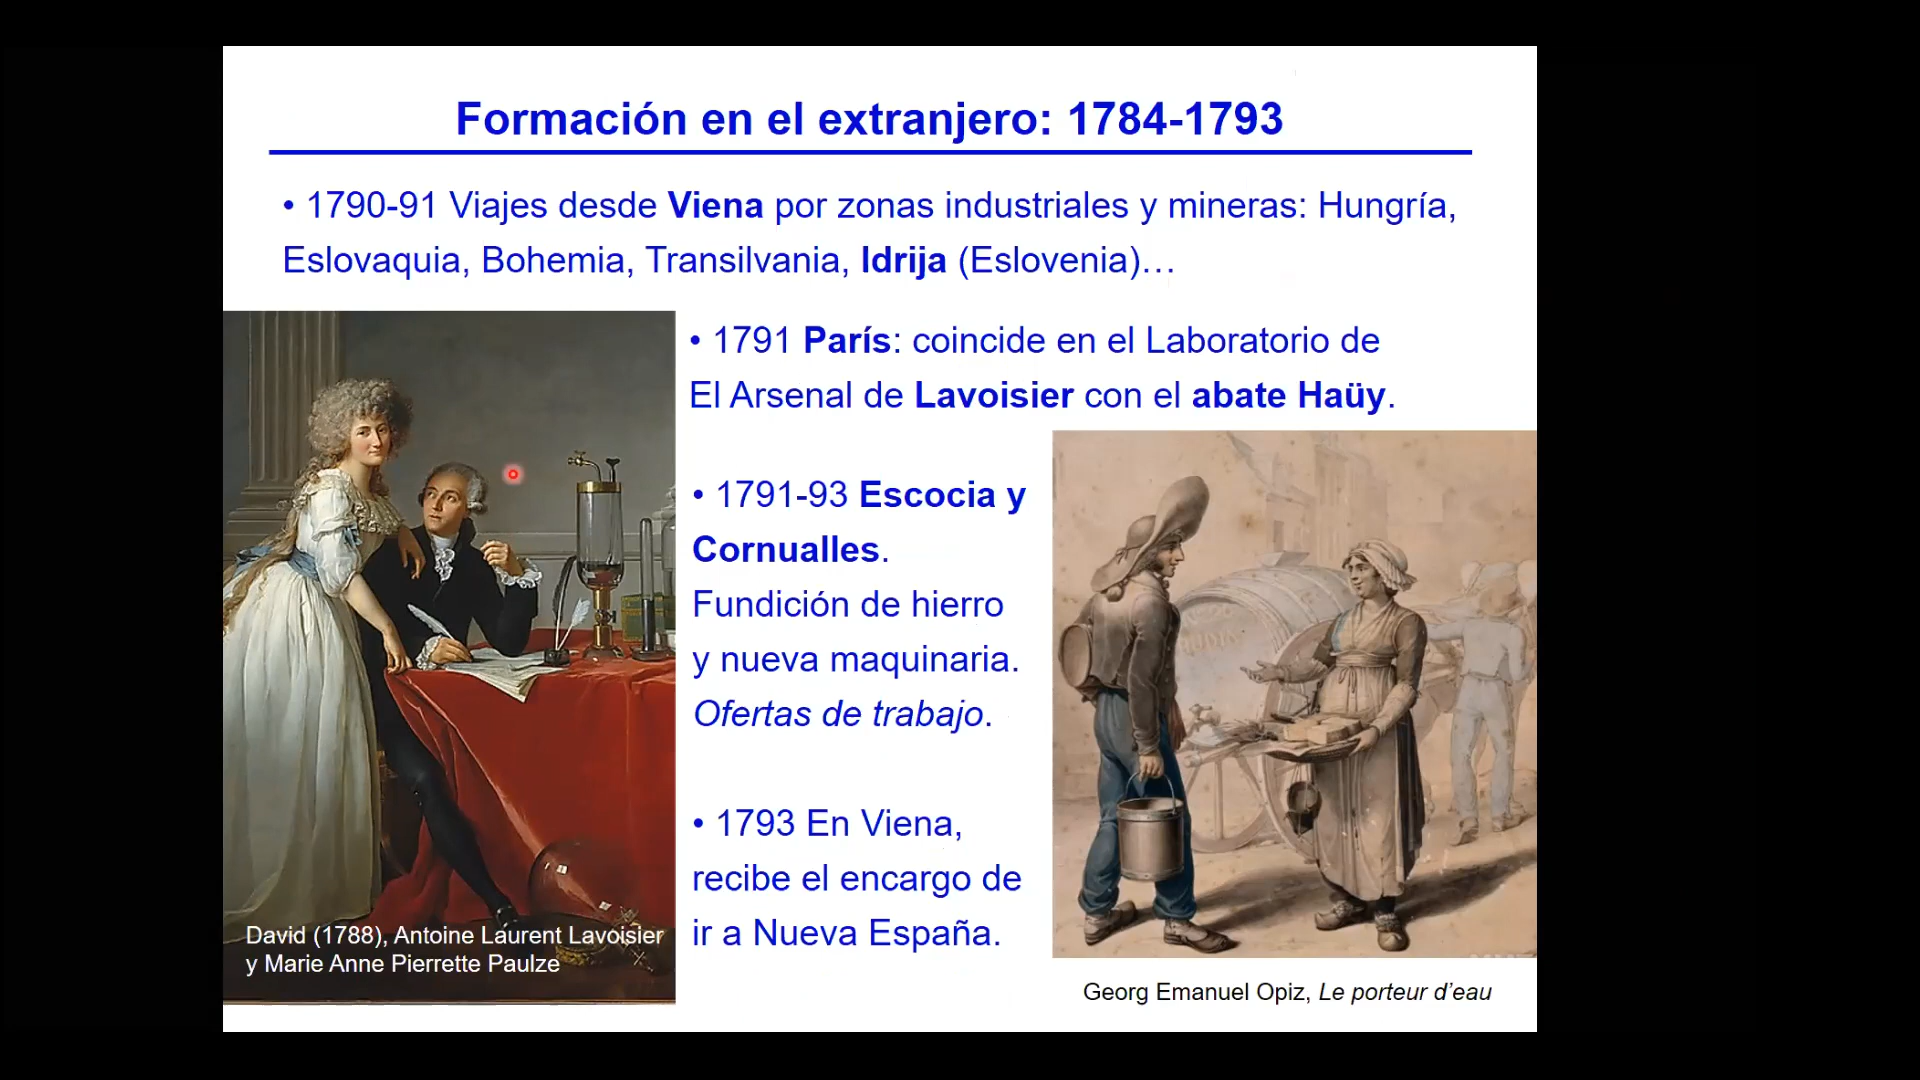 Formación en el extranjero: 1784-1793
• 1790-91 Viajes desde Viena por zonas industriales y mineras: Hungría,
Eslovaquia, Bohemia, Transilvania, Idrija (Eslovenia)…
• 1791 París: coincide en el Laboratorio de
El Arsenal de Lavoisier con el abate Haüy.
• 1791-93 Escocia y
Cornualles.
Fundición de hierro
y nueva maquinaria.
Ofertas de trabajo.
• 1793 En Viena,
recibe el encargo de
ir a Nueva España.
David (1788), Antoine Laurent Lavoisier
y Marie Anne Pierrette Paulze
Georg Emanuel Opiz, Le porteur d’eau